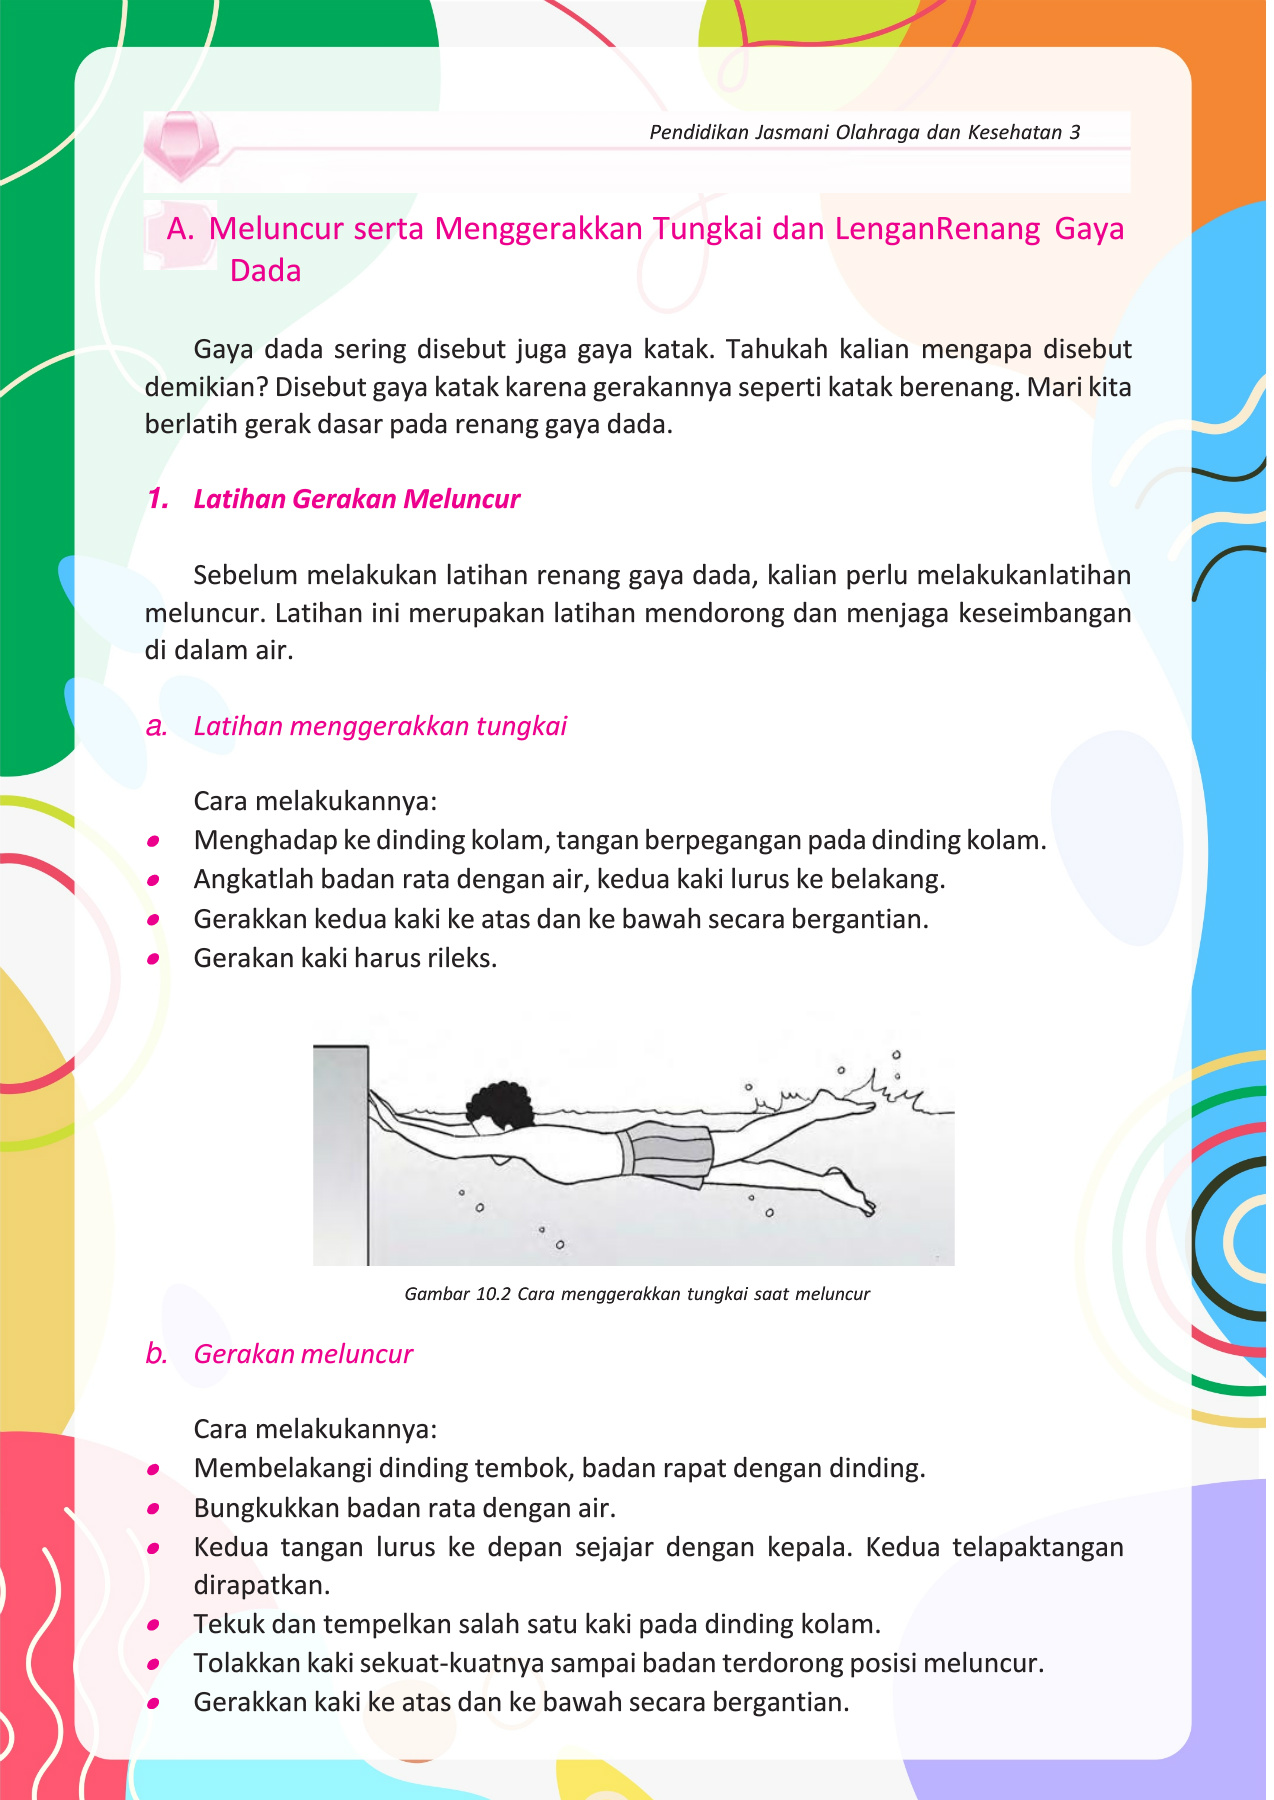 Pendidikan Jasmani Olahraga dan Kesehatan 3
A. Meluncur serta Menggerakkan Tungkai dan LenganRenang Gaya
Dada
Gaya dada sering disebut juga gaya katak. Tahukah kalian mengapa disebut
demikian? Disebut gaya katak karena gerakannya seperti katak berenang. Mari kita
berlatih gerak dasar pada renang gaya dada.
1. Latihan Gerakan Meluncur
Sebelum melakukan latihan renang gaya dada, kalian perlu melakukanlatihan
meluncur. Latihan ini merupakan latihan mendorong dan menjaga keseimbangan
di dalam air.
a. Latihan menggerakkan tungkai
Cara melakukannya:
• Menghadap ke dinding kolam, tangan berpegangan pada dinding kolam.
• Angkatlah badan rata dengan air, kedua kaki lurus ke belakang.
• Gerakkan kedua kaki ke atas dan ke bawah secara bergantian.
• Gerakan kaki harus rileks.
Gambar 10.2 Cara menggerakkan tungkai saat meluncur
b. Gerakan meluncur
Cara melakukannya:
• Membelakangi dinding tembok, badan rapat dengan dinding.
• Bungkukkan badan rata dengan air.
• Kedua tangan lurus ke depan sejajar dengan kepala. Kedua telapaktangan
dirapatkan.
• Tekuk dan tempelkan salah satu kaki pada dinding kolam.
• Tolakkan kaki sekuat-kuatnya sampai badan terdorong posisi meluncur.
• Gerakkan kaki ke atas dan ke bawah secara bergantian.